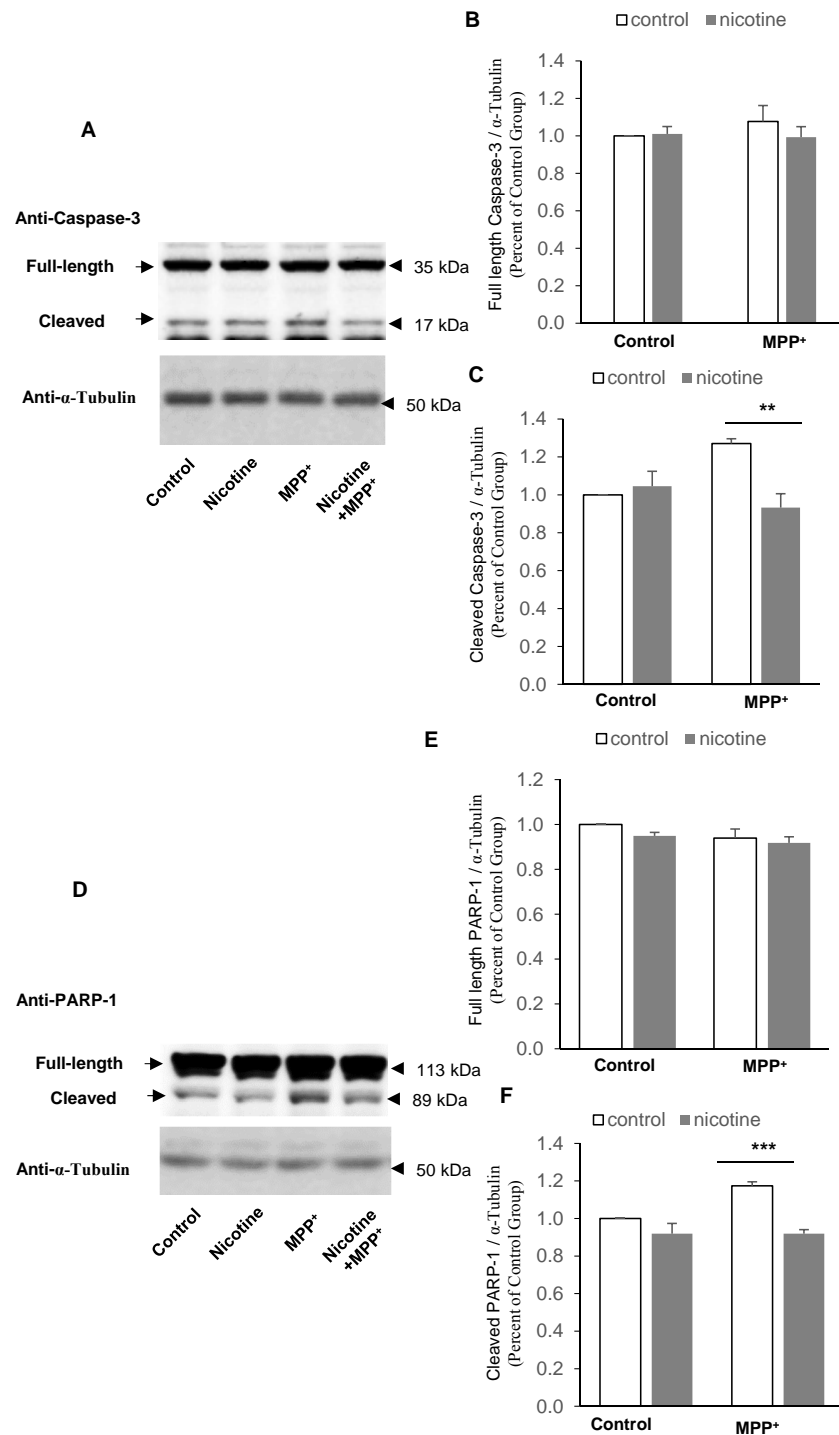 A
Anti-Caspase-3
Full-length
35 kDa
Cleaved
17 kDa
Anti-α-Tubulin
50 kDa
Control
Nicotine
MPP⁺
Nicotine
+MPP⁺
B
control nicotine
Full length Caspase-3 / α-Tubulin
(Percent of Control Group)
1.4
1.2
1.0
0.8
0.6
0.4
0.2
0.0
Control MPP⁺
C
control nicotine
Cleaved Caspase-3 / α-Tubulin
(Percent of Control Group)
1.4
1.2
1.0
0.8
0.6
0.4
0.2
0.0
**
Control MPP⁺
D
Anti-PARP-1
Full-length
113 kDa
Cleaved
89 kDa
Anti-α-Tubulin
50 kDa
Control
Nicotine
MPP⁺
Nicotine
+MPP⁺
E
control nicotine
Full length PARP-1 / α-Tubulin
(Percent of Control Group)
1.2
1.0
0.8
0.6
0.4
0.2
0.0
Control MPP⁺
F
control nicotine
Cleaved PARP-1 / α-Tubulin
(Percent of Control Group)
1.4
1.2
1.0
0.8
0.6
0.4
0.2
0.0
***
Control MPP⁺